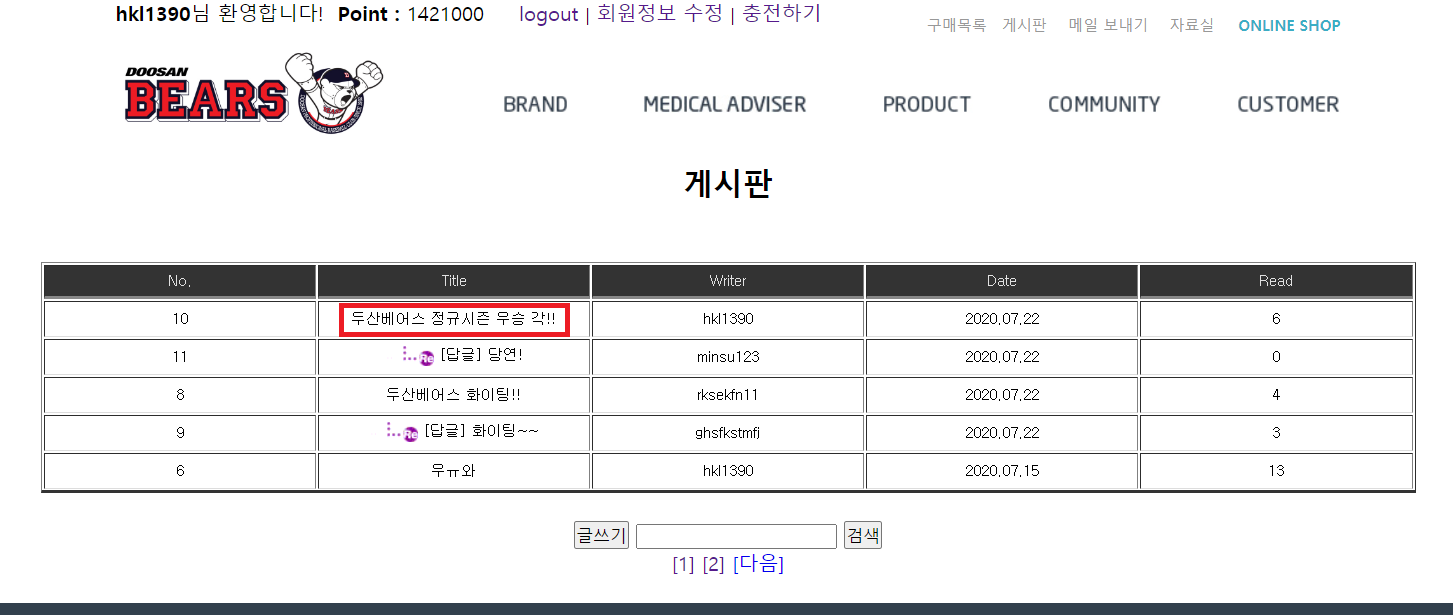 hkl1390님 환영합니다! Point : 1421000 logout | 회원정보 수정 | 충전하기
구매목록 게시판 메일 보내기 자료실 ONLINE SHOP
DOOSAN
BEARS
BRAND MEDICAL ADVISER PRODUCT COMMUNITY CUSTOMER
게시판
No. Title Writer Date Read
10 두산베어스 정규시즌 우승 각!! hkl1390 2020.07.22 6
11 Re [답글] 당연! minsu123 2020.07.22 0
8 두산베어스 화이팅!! rksekfn11 2020.07.22 4
9 Re [답글] 화이팅~~ ghsfkstmfj 2020.07.22 3
6 우ㅠ와 hkl1390 2020.07.15 13
글쓰기 검색
[1] [2] [다음]